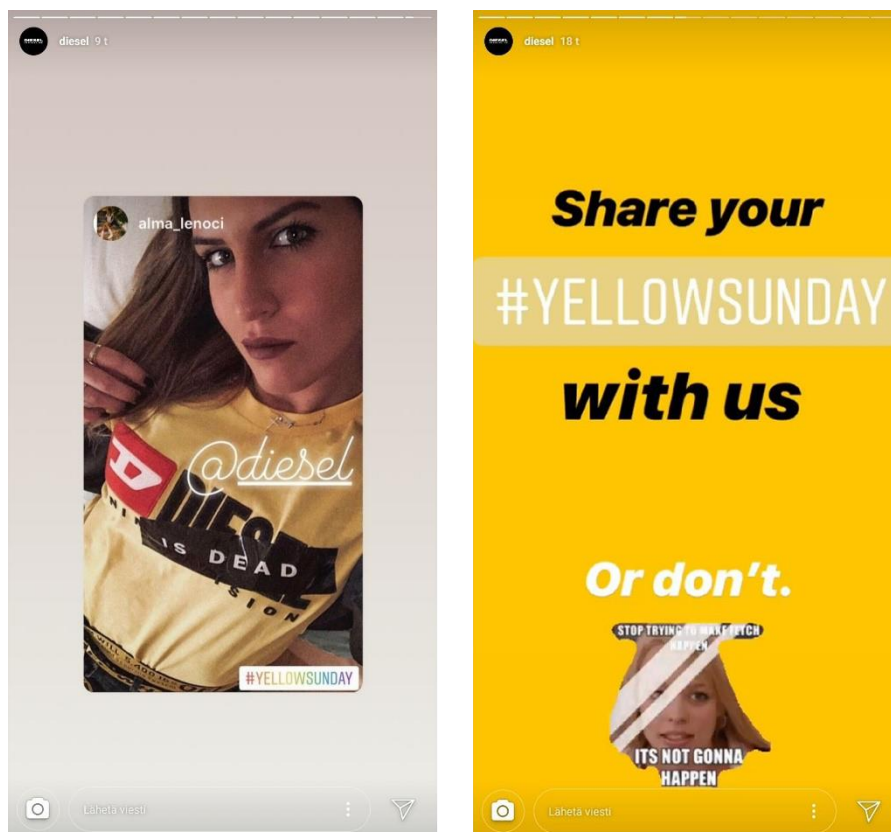 diesel 9 t
alma_lenoci
@diesel
DIESEL
IS DEAD
#YELLOWSUNDAY
Lähetä viesti
diesel 18 t
Share your
#YELLOWSUNDAY
with us
Or don't.
STOP TRYING TO MAKE FETCH
HAPPEN
ITS NOT GONNA
HAPPEN
Lähetä viesti